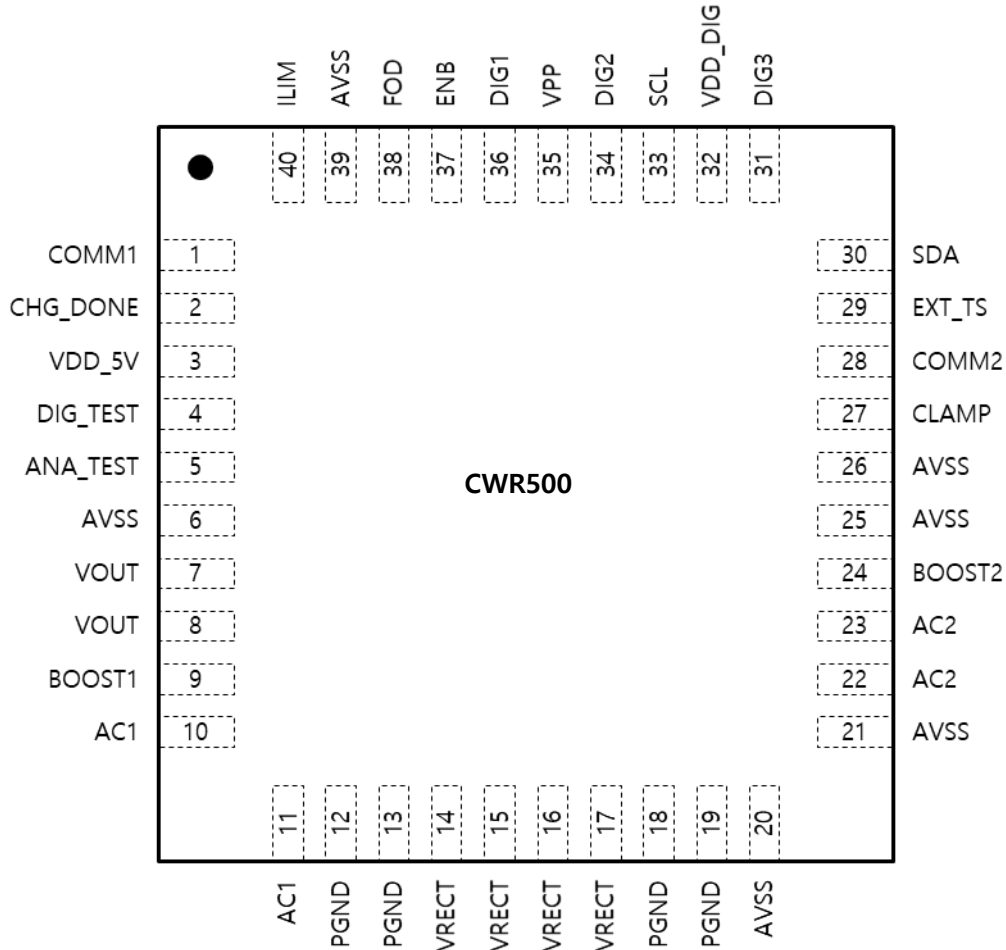 ILIM AVSS FOD ENB DIG1 VPP DIG2 SCL VDD_DIG DIG3
40 39 38 37 36 35 34 33 32 31
COMM1 1 30 SDA
CHG_DONE 2 29 EXT_TS
VDD_5V 3 28 COMM2
DIG_TEST 4 27 CLAMP
ANA_TEST 5 26 AVSS
CWR500
AVSS 6 25 AVSS
VOUT 7 24 BOOST2
VOUT 8 23 AC2
BOOST1 9 22 AC2
AC1 10 21 AVSS
11 12 13 14 15 16 17 18 19 20
AC1 PGND PGND VRECT VRECT VRECT VRECT PGND PGND AVSS